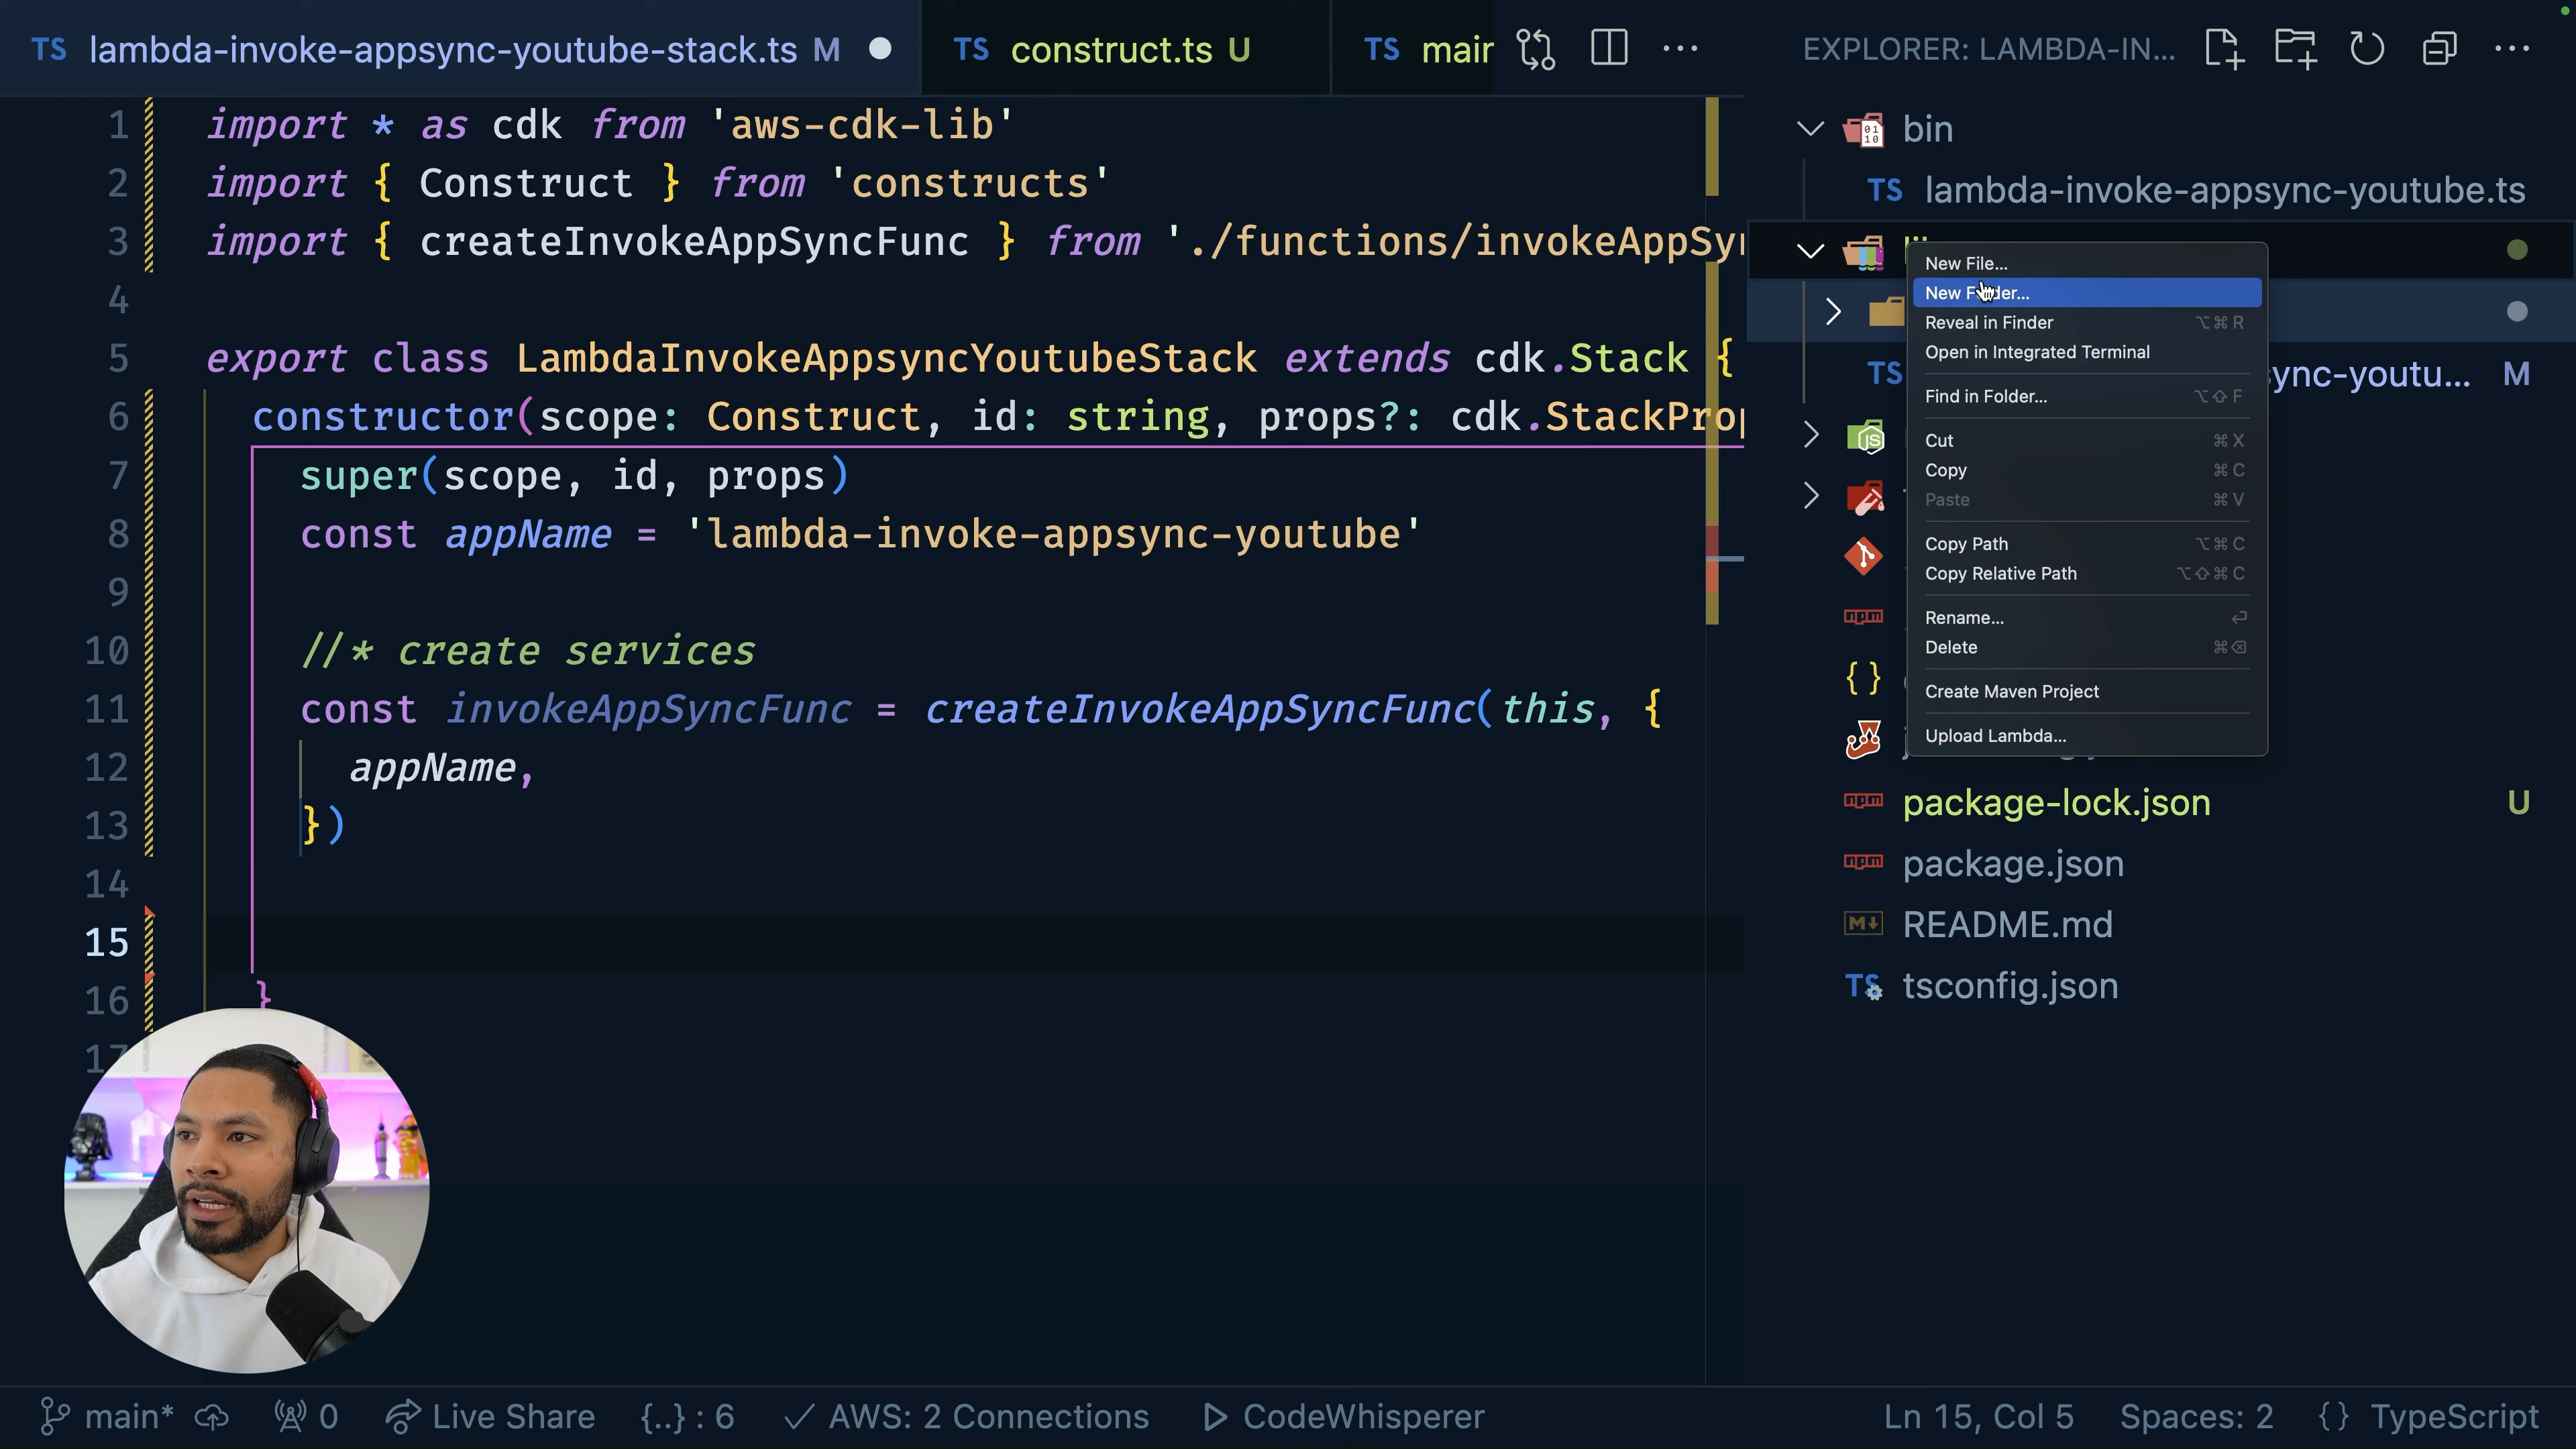 TS lambda-invoke-appsync-youtube-stack.ts M
TS construct.ts U
TS main
EXPLORER: LAMBDA-IN...
1 import * as cdk from 'aws-cdk-lib'
2 import { Construct } from 'constructs'
3 import { createInvokeAppSyncFunc } from './functions/invokeAppSyn
4
5 export class LambdaInvokeAppsyncYoutubeStack extends cdk.Stack {
6 constructor(scope: Construct, id: string, props?: cdk.StackProp
7 super(scope, id, props)
8 const appName = 'lambda-invoke-appsync-youtube'
9
10 //* create services
11 const invokeAppSyncFunc = createInvokeAppSyncFunc(this, {
12 appName,
13 })
14
15
16 }
17
bin
TS lambda-invoke-appsync-youtube.ts
New File...
New Folder...
Reveal in Finder ⌥⌘R
Open in Integrated Terminal
TS sync-youtu... M
Find in Folder... ⌥⇧F
Cut ⌘X
Copy ⌘C
Paste ⌘V
Copy Path ⌥⌘C
Copy Relative Path ⌥⇧⌘C
Rename... ⏎
Delete ⌘⌫
Create Maven Project
Upload Lambda...
package-lock.json U
package.json
README.md
TS tsconfig.json
main* 0 Live Share {..} : 6 AWS: 2 Connections CodeWhisperer Ln 15, Col 5 Spaces: 2 {} TypeScript